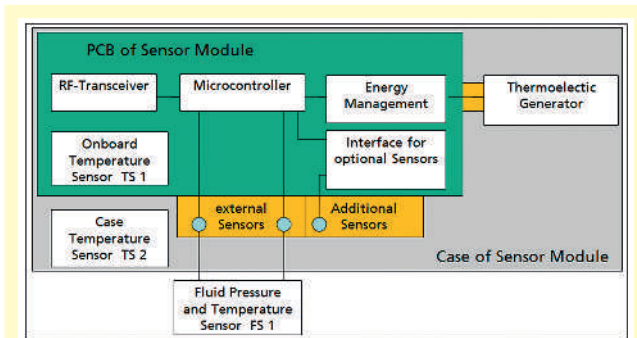 PCB of Sensor Module
RF-Transceiver
Microcontroller
Energy
Management
Thermoelectic
Generator
Onboard
Temperature
Sensor TS 1
Interface for
optional Sensors
Case
Temperature
Sensor TS 2
external
Sensors
Additional
Sensors
Case of Sensor Module
Fluid Pressure
and Temperature
Sensor FS 1